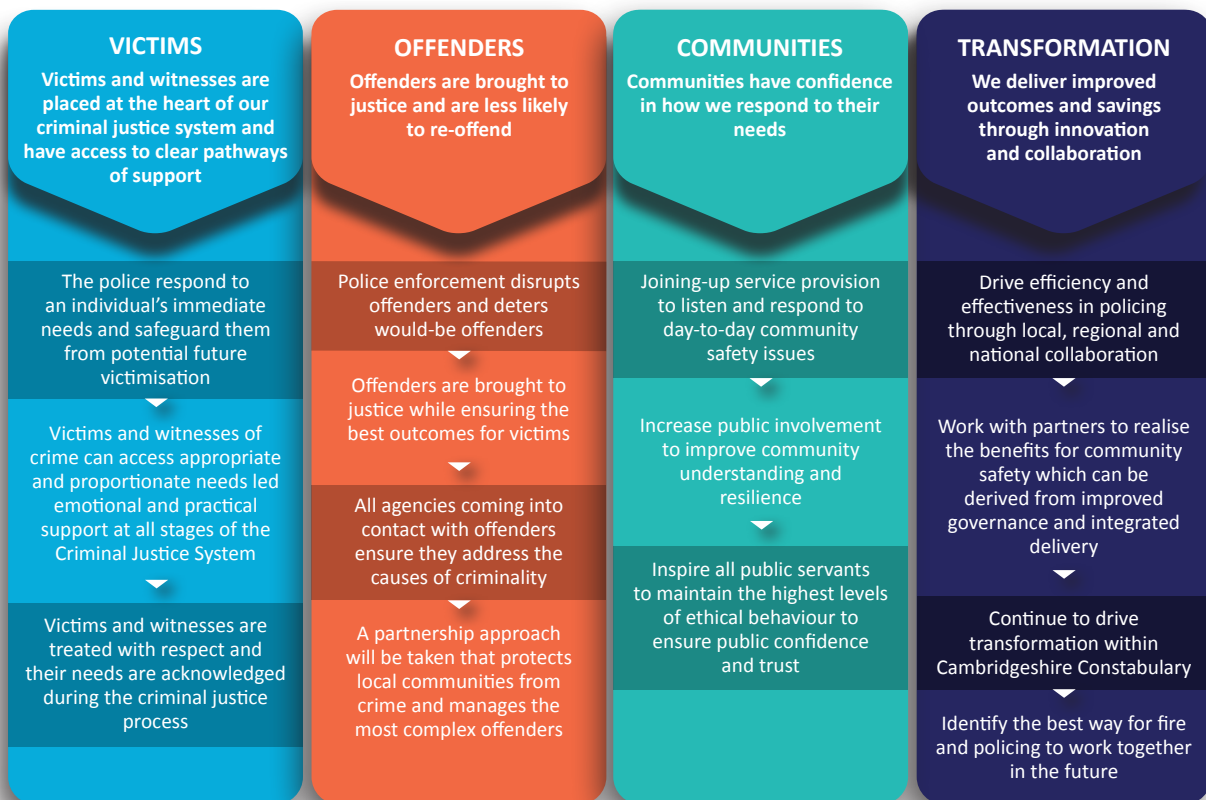 VICTIMS
Victims and witnesses are
placed at the heart of our
criminal justice system and
have access to clear pathways
of support
The police respond to
an individual's immediate
needs and safeguard them
from potential future
victimisation
Victims and witnesses of
crime can access appropriate
and proportionate needs led
emotional and practical
support at all stages of the
Criminal Justice System
Victims and witnesses are
treated with respect and
their needs are acknowledged
during the criminal justice
process
OFFENDERS
Offenders are brought to
justice and are less likely
to re-offend
Police enforcement disrupts
offenders and deters
would-be offenders
Offenders are brought to
justice while ensuring the
best outcomes for victims
All agencies coming into
contact with offenders
ensure they address the
causes of criminality
A partnership approach
will be taken that protects
local communities from
crime and manages the
most complex offenders
COMMUNITIES
Communities have confidence
in how we respond to their
needs
Joining-up service provision
to listen and respond to
day-to-day community
safety issues
Increase public involvement
to improve community
understanding and
resilience
Inspire all public servants
to maintain the highest levels
of ethical behaviour to
ensure public confidence
and trust
TRANSFORMATION
We deliver improved
outcomes and savings
through innovation
and collaboration
Drive efficiency and
effectiveness in policing
through local, regional and
national collaboration
Work with partners to realise
the benefits for community
safety which can be
derived from improved
governance and integrated
delivery
Continue to drive
transformation within
Cambridgeshire Constabulary
Identify the best way for fire
and policing to work together
in the future